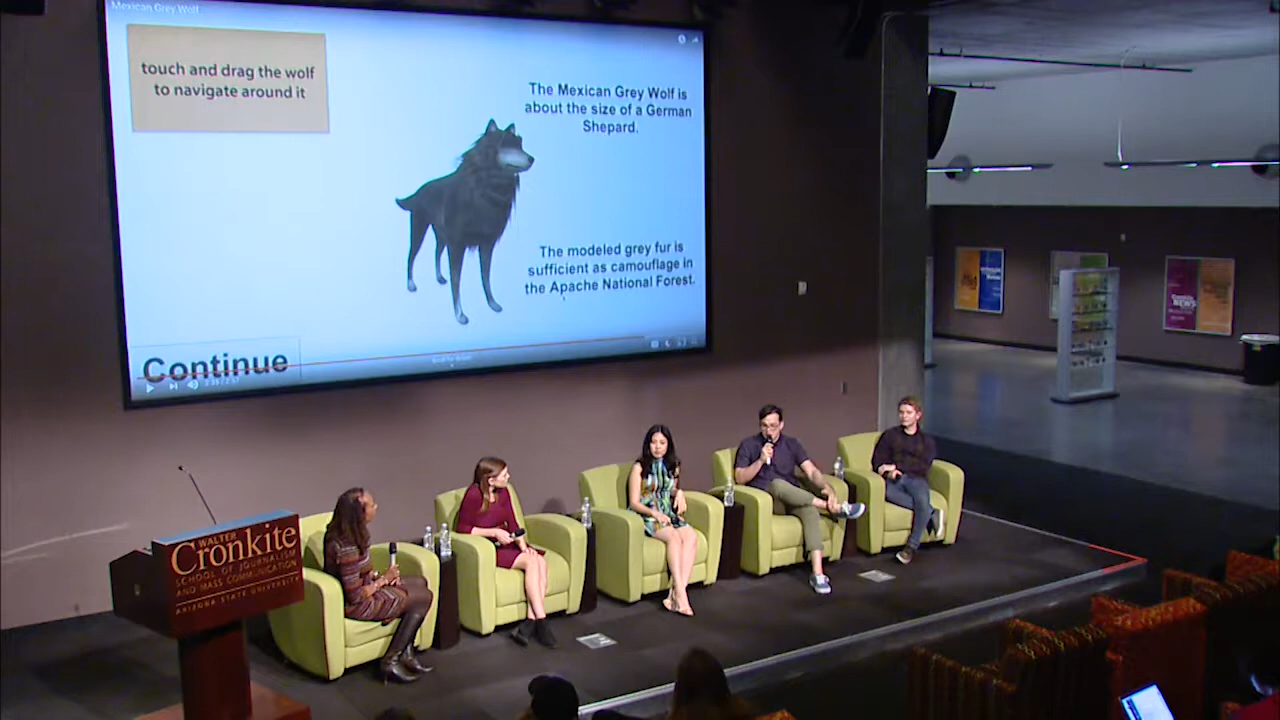 Mexican Grey Wolf
touch and drag the wolf
to navigate around it
The Mexican Grey Wolf is
about the size of a German
Shepard.
The modeled grey fur is
sufficient as camouflage in
the Apache National Forest.
Continue
WALTER
Cronkite
SCHOOL OF JOURNALISM
AND MASS COMMUNICATION
ARIZONA STATE UNIVERSITY
NEWS